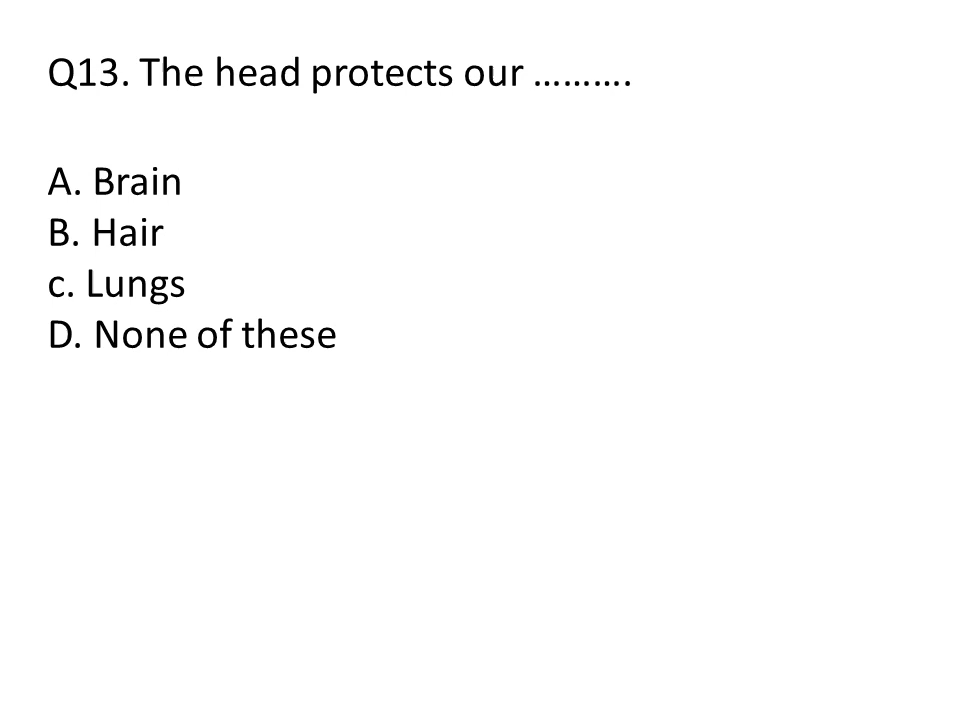 Q13. The head protects our ……….
A. Brain
B. Hair
c. Lungs
D. None of these